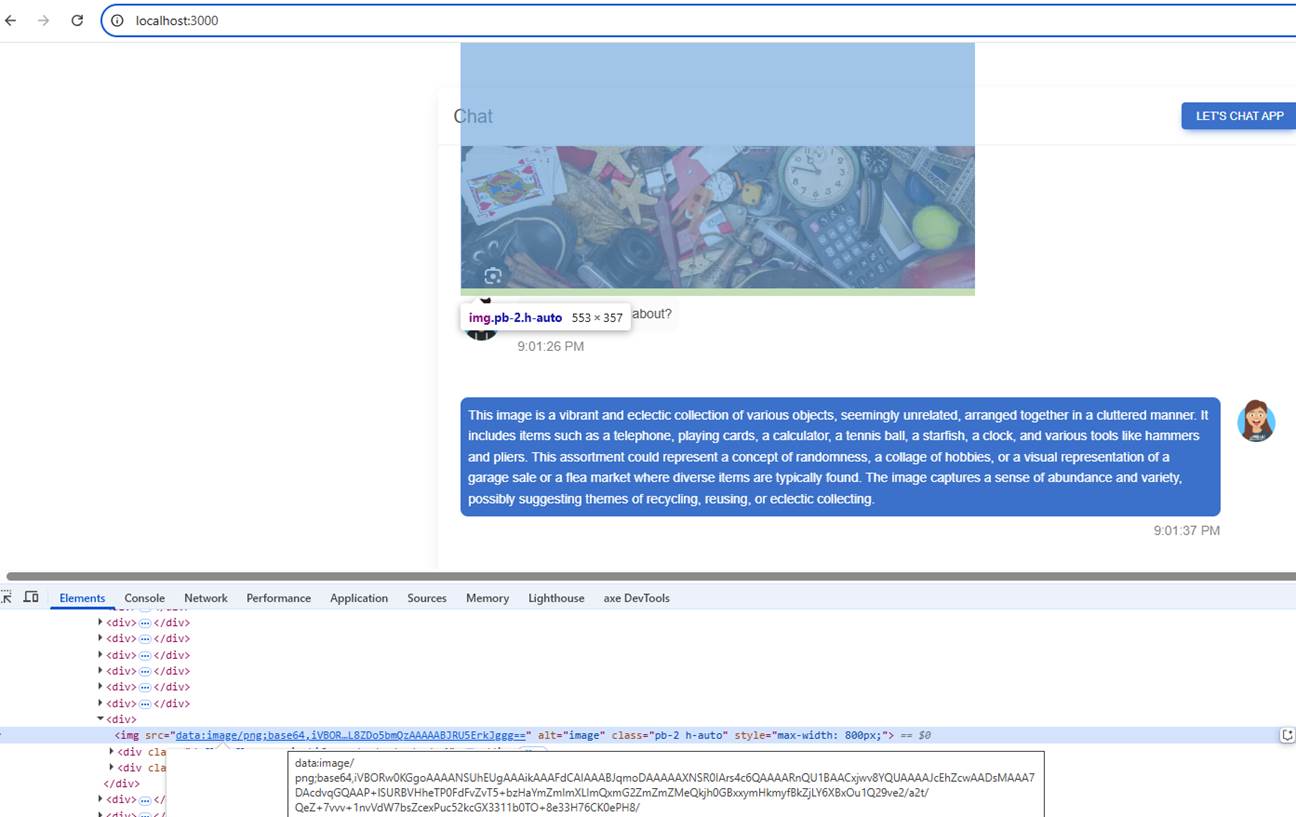 localhost:3000
Chat
LET'S CHAT APP
img.pb-2.h-auto 553 × 357
about?
9:01:26 PM
This image is a vibrant and eclectic collection of various objects, seemingly unrelated, arranged together in a cluttered manner. It
includes items such as a telephone, playing cards, a calculator, a tennis ball, a starfish, a clock, and various tools like hammers
and pliers. This assortment could represent a concept of randomness, a collage of hobbies, or a visual representation of a
garage sale or a flea market where diverse items are typically found. The image captures a sense of abundance and variety,
possibly suggesting themes of recycling, reusing, or eclectic collecting.
9:01:37 PM
Elements Console Network Performance Application Sources Memory Lighthouse axe DevTools
<div> ⋯ </div>
<div> ⋯ </div>
<div> ⋯ </div>
<div> ⋯ </div>
<div> ⋯ </div>
<div> ⋯ </div>
<div>
<img src="data:image/png;base64,iVBOR…L8ZDo5bmQzAAAAABJRU5ErkJggg==" alt="image" class="pb-2 h-auto" style="max-width: 800px;"> == $0
<div cla
<div cla
</div>
<div> ⋯ </
data:image/
png;base64,iVBORw0KGgoAAAANSUhEUgAAAikAAAFdCAIAAABJqmoDAAAAAXNSR0IArs4c6QAAAARnQU1BAACxjwv8YQUAAAAJcEhZcwAADsMAAA7
DAcdvqGQAAP+lSURBVHheTP0FdFvZvT5+bzHaYmZmImXLlmQxmG2ZmZmZMeQkjh0GBxxymHkmyfBkZjLY6XBxOu1Q29ve2/a2t/
QeZ+7vvv+1nvVdW7bsZcexPuc52kcGX3311b0TO+8e33H76CK0ePH8/